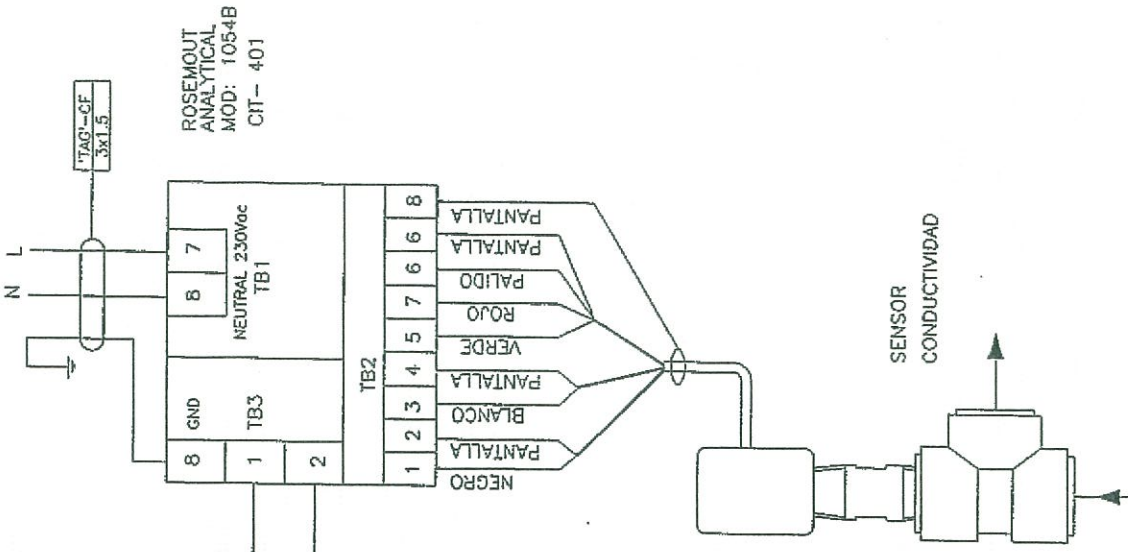 N L
'TAG'-CF
3x1.5
ROSEMOUT
ANALYTICAL
MOD: 1054B
CIT- 401
8 7
NEUTRAL 230Vac
TB1
8 GND
1 TB3
2
TB2
1 2 3 4 5 7 6 6 8
NEGRO
PANTALLA
BLANCO
PANTALLA
VERDE
ROJO
PALIDO
PANTALLA
PANTALLA
SENSOR
CONDUCTIVIDAD